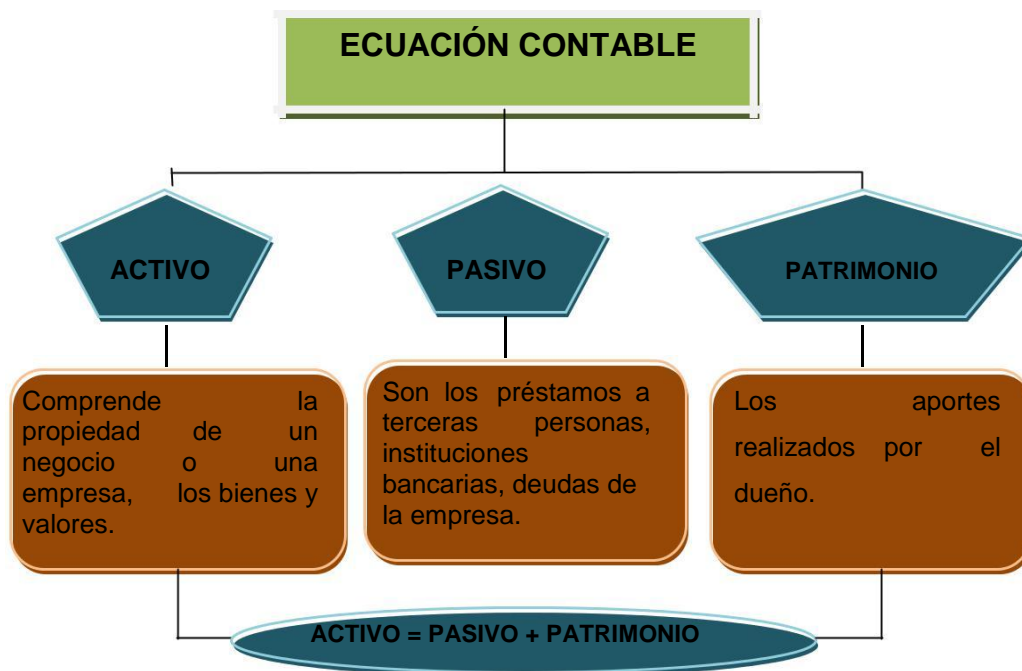 ECUACIÓN CONTABLE
ACTIVO
PASIVO
PATRIMONIO
Comprende la
propiedad de un
negocio o una
empresa, los bienes y
valores.
Son los préstamos a
terceras personas,
instituciones
bancarias, deudas de
la empresa.
Los aportes
realizados por el
dueño.
ACTIVO = PASIVO + PATRIMONIO